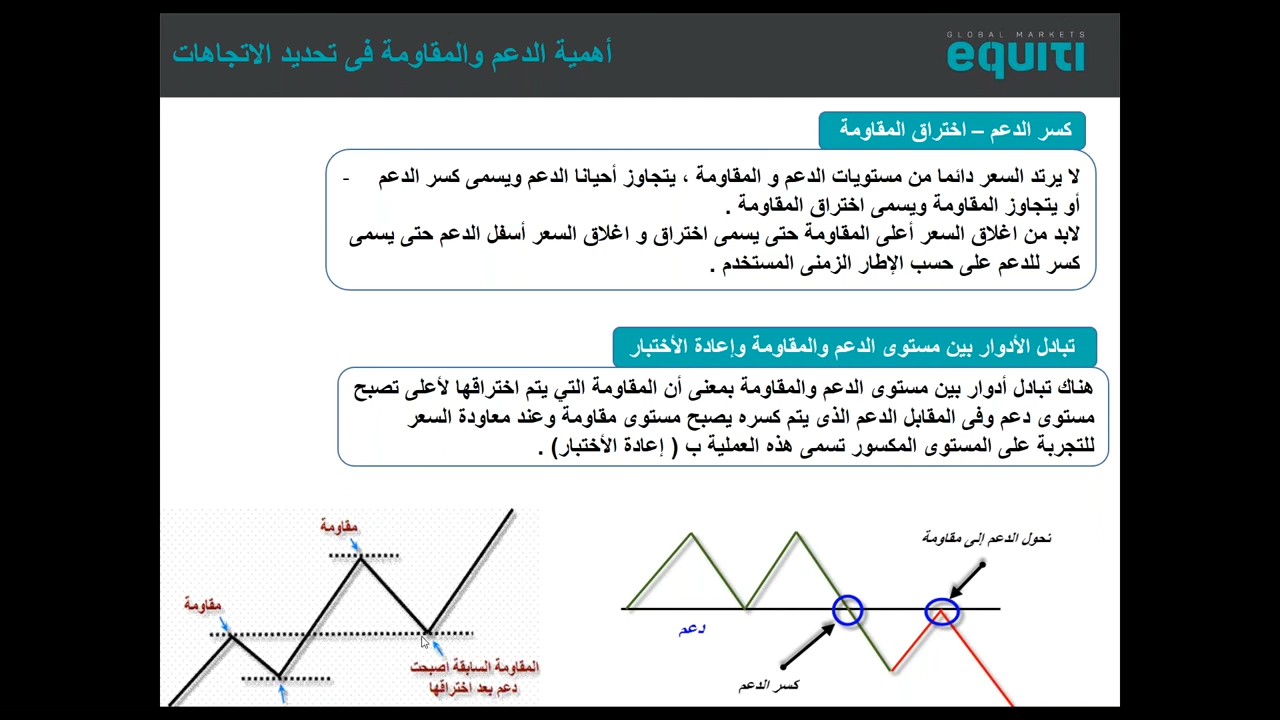 أهمية الدعم والمقاومة فى تحديد الاتجاهات
GLOBAL MARKETS
equiti
كسر الدعم – اختراق المقاومة
- لا يرتد السعر دائما من مستويات الدعم و المقاومة ، يتجاوز أحيانا الدعم ويسمى كسر الدعم
أو يتجاوز المقاومة ويسمى اختراق المقاومة .
لابد من اغلاق السعر أعلى المقاومة حتى يسمى اختراق و اغلاق السعر أسفل الدعم حتى يسمى
كسر للدعم على حسب الإطار الزمنى المستخدم .
تبادل الأدوار بين مستوى الدعم والمقاومة وإعادة الأختبار
هناك تبادل أدوار بين مستوى الدعم والمقاومة بمعنى أن المقاومة التي يتم اختراقها لأعلى تصبح
مستوى دعم وفى المقابل الدعم الذى يتم كسره يصبح مستوى مقاومة وعند معاودة السعر
للتجربة على المستوى المكسور تسمى هذه العملية ب ( إعادة الأختبار) .
تحول الدعم إلى مقاومة
دعم
كسر الدعم
مقاومة
مقاومة
المقاومة السابقة اصبحت
دعم بعد اختراقها